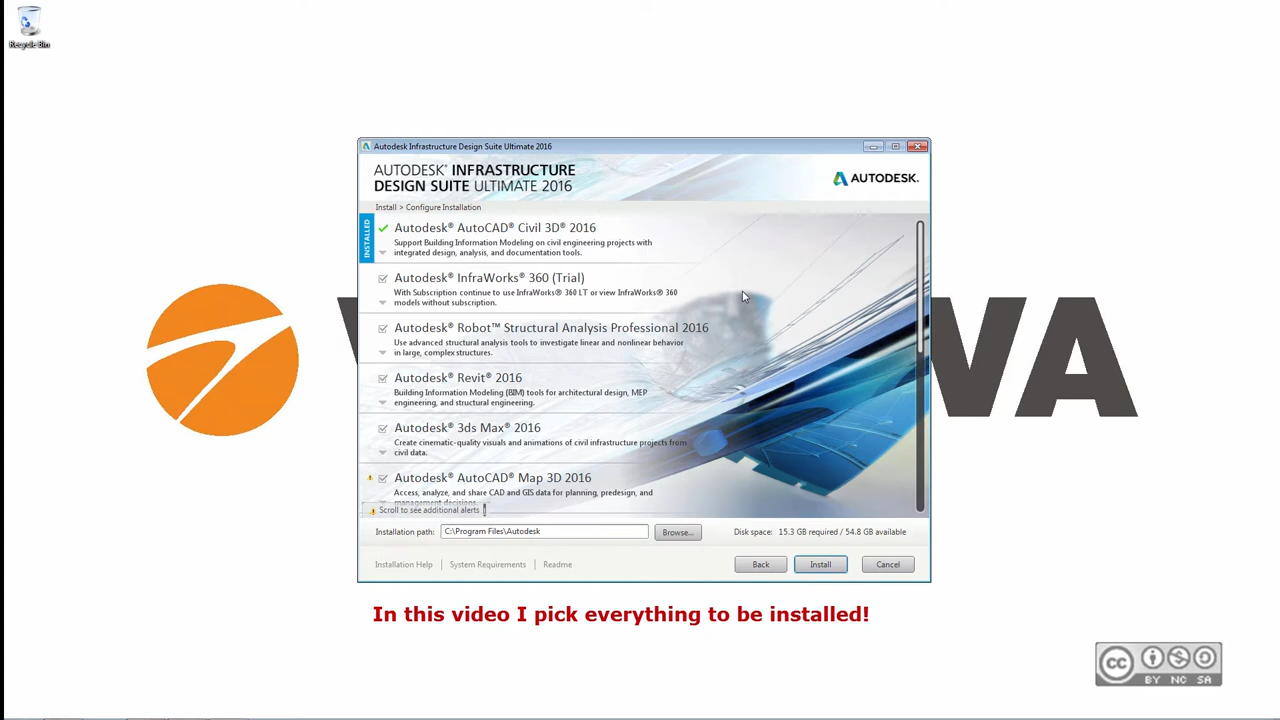 Recycle Bin
Autodesk Infrastructure Design Suite Ultimate 2016
AUTODESK® INFRASTRUCTURE
DESIGN SUITE ULTIMATE 2016
AUTODESK.
Install > Configure Installation
INSTALLED
Autodesk® AutoCAD® Civil 3D® 2016
Support Building Information Modeling on civil engineering projects with
integrated design, analysis, and documentation tools.
Autodesk® InfraWorks® 360 (Trial)
With Subscription continue to use InfraWorks® 360 LT or view InfraWorks® 360
models without subscription.
Autodesk® Robot™ Structural Analysis Professional 2016
Use advanced structural analysis tools to investigate linear and nonlinear behavior
in large, complex structures.
Autodesk® Revit® 2016
Building Information Modeling (BIM) tools for architectural design, MEP
engineering, and structural engineering.
Autodesk® 3ds Max® 2016
Create cinematic-quality visuals and animations of civil infrastructure projects from
civil data.
Autodesk® AutoCAD® Map 3D 2016
Access, analyze, and share CAD and GIS data for planning, predesign, and
management decisions.
Scroll to see additional alerts
Installation path: C:\Program Files\Autodesk Browse... Disk space: 15.3 GB required / 54.8 GB available
Installation Help System Requirements Readme Back Install Cancel
In this video I pick everything to be installed!
CC BY NC SA